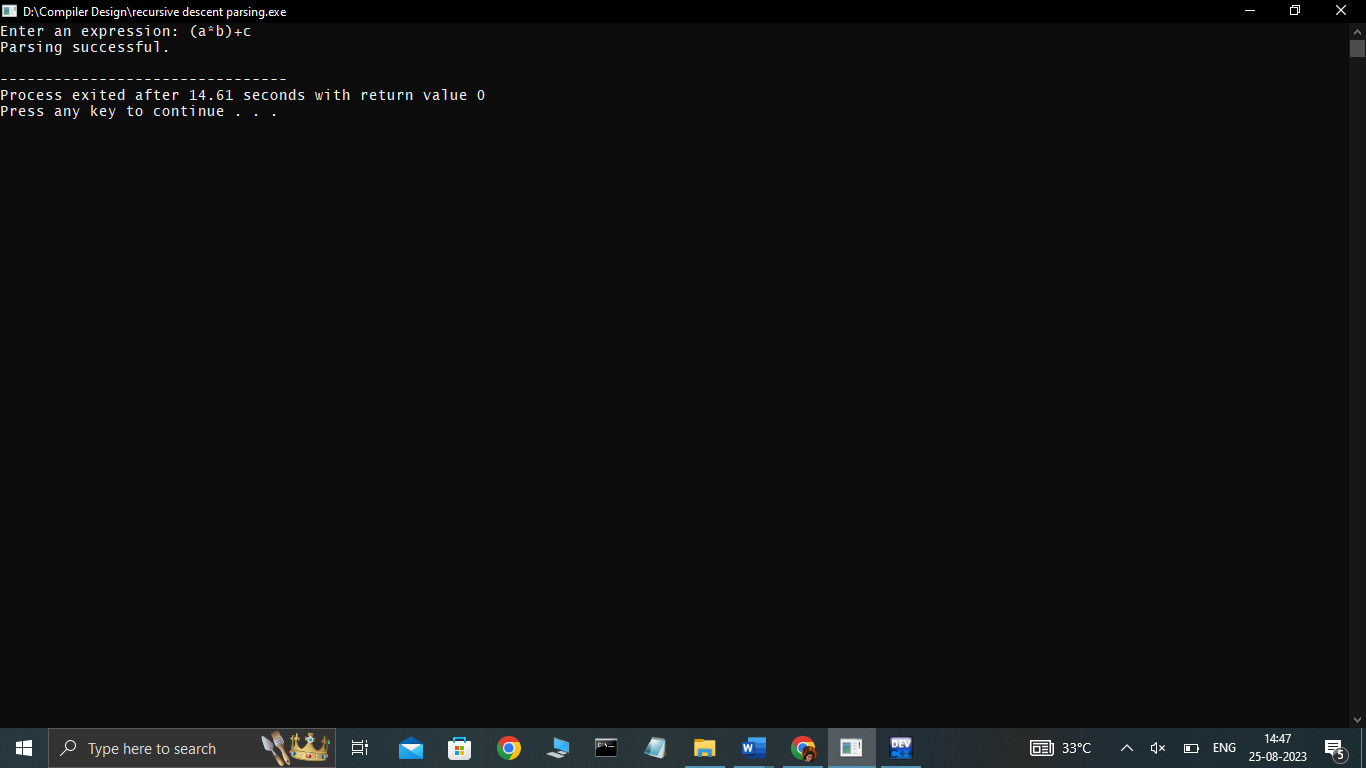 D:\Compiler Design\recursive descent parsing.exe
Enter an expression: (a*b)+c
Parsing successful.
--------------------------------
Process exited after 14.61 seconds with return value 0
Press any key to continue . . .
Type here to search
W
DEV
33°C
ENG
14:47
25-08-2023
5